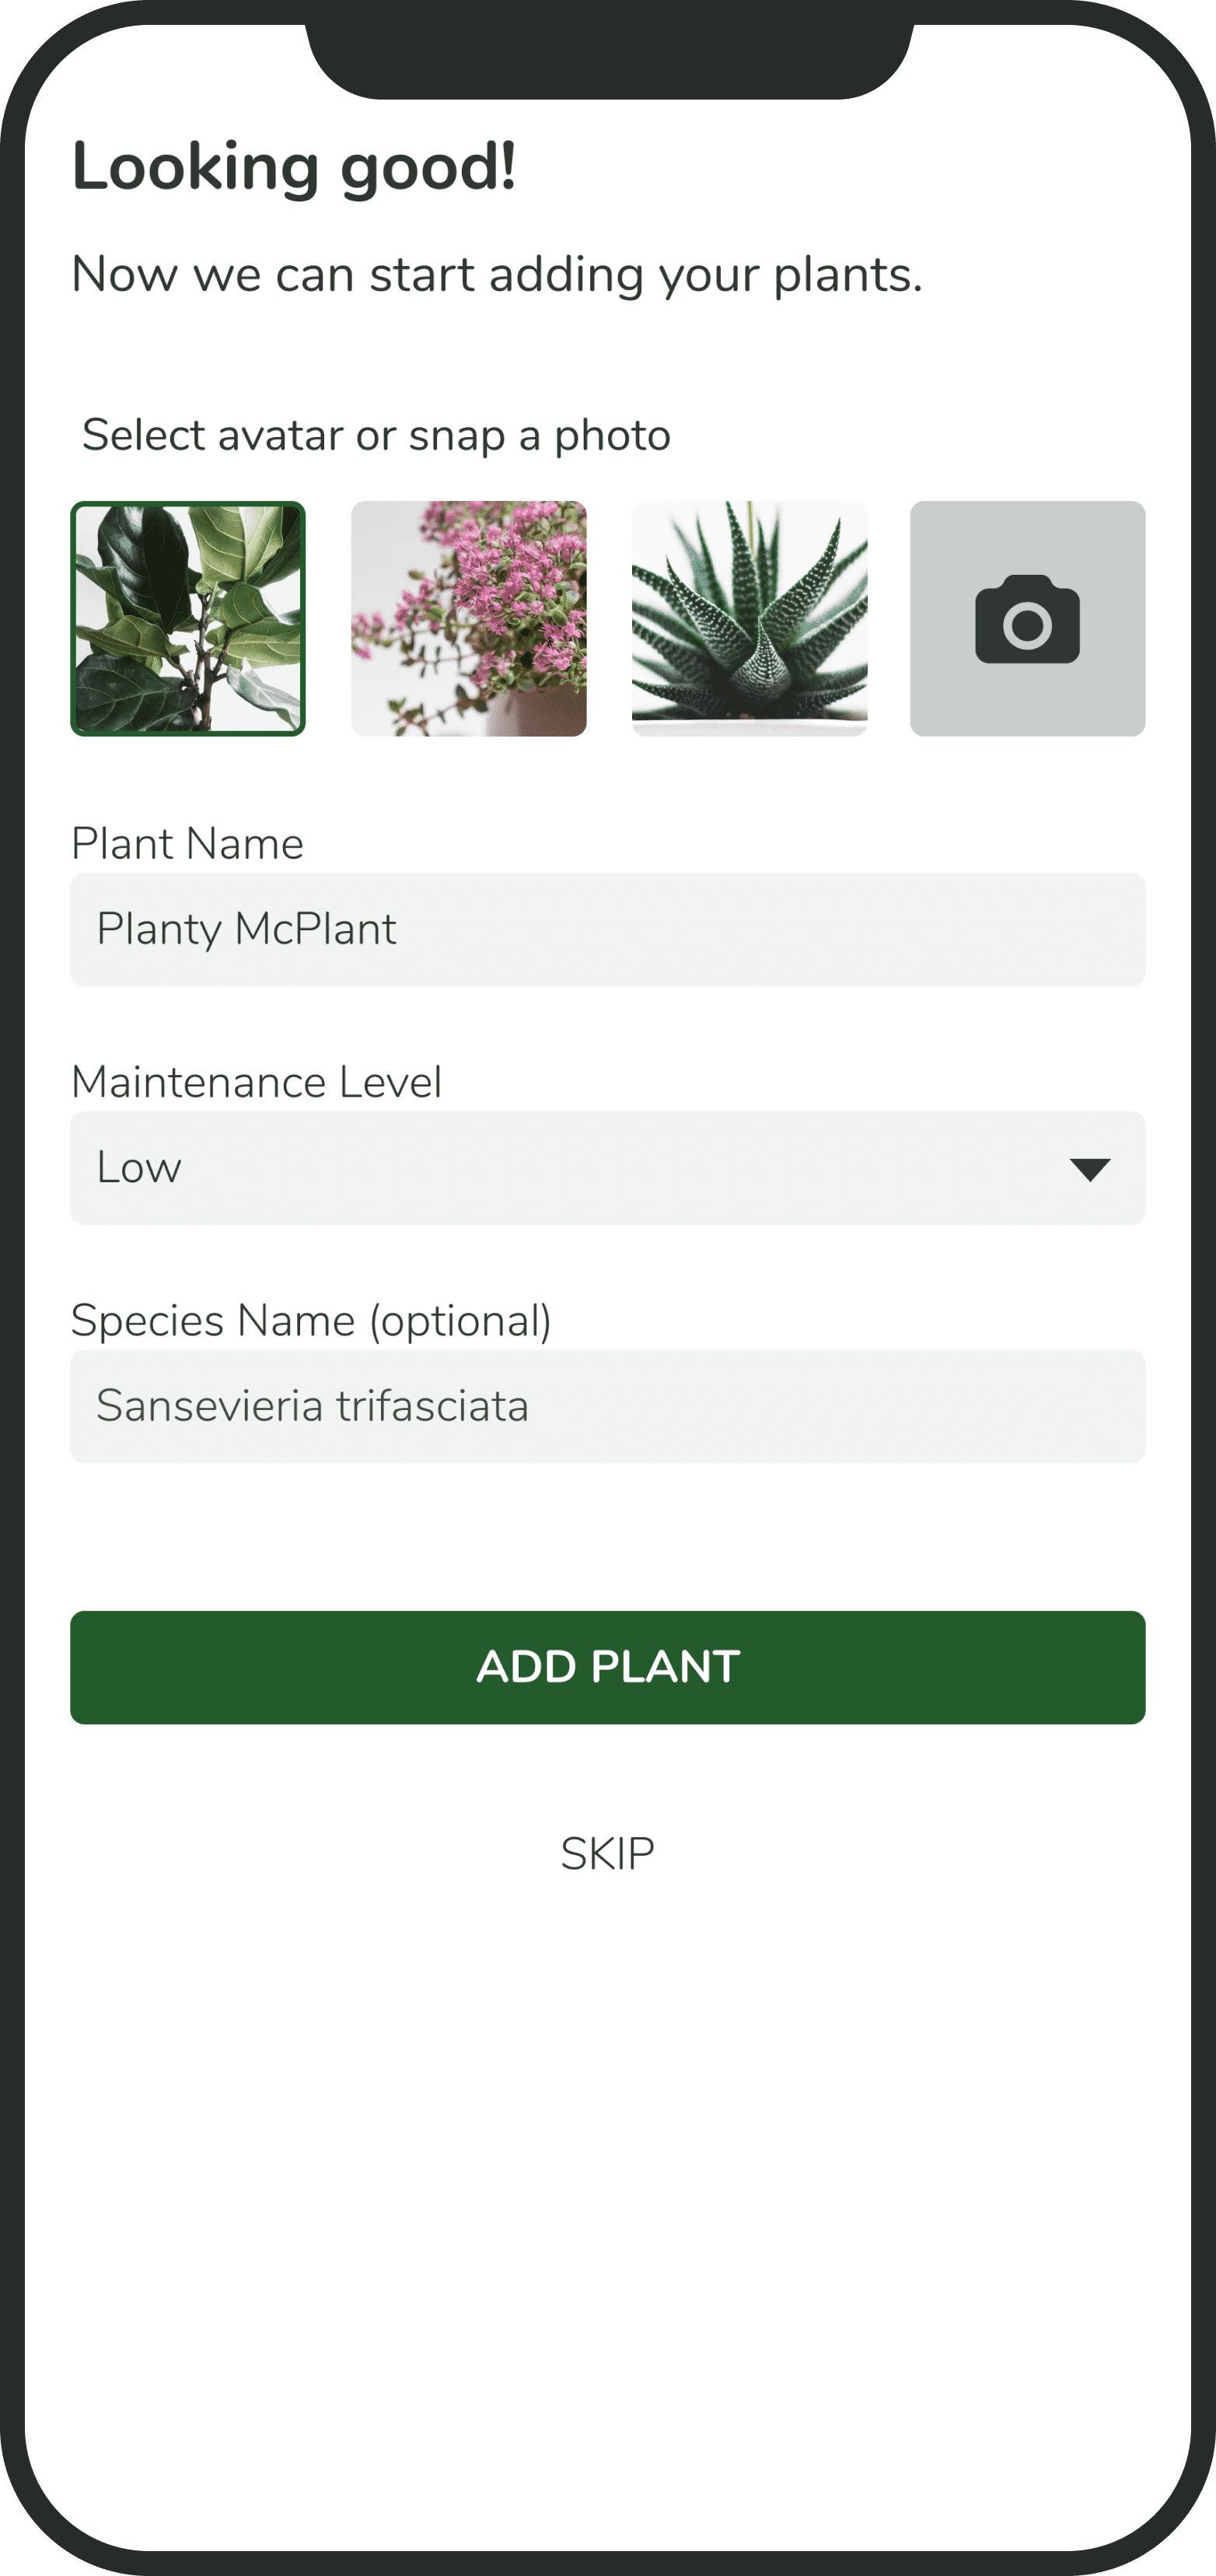 Looking good!
Now we can start adding your plants.
Select avatar or snap a photo
Plant Name
Planty McPlant
Maintenance Level
Low
Species Name (optional)
Sansevieria trifasciata
ADD PLANT
SKIP